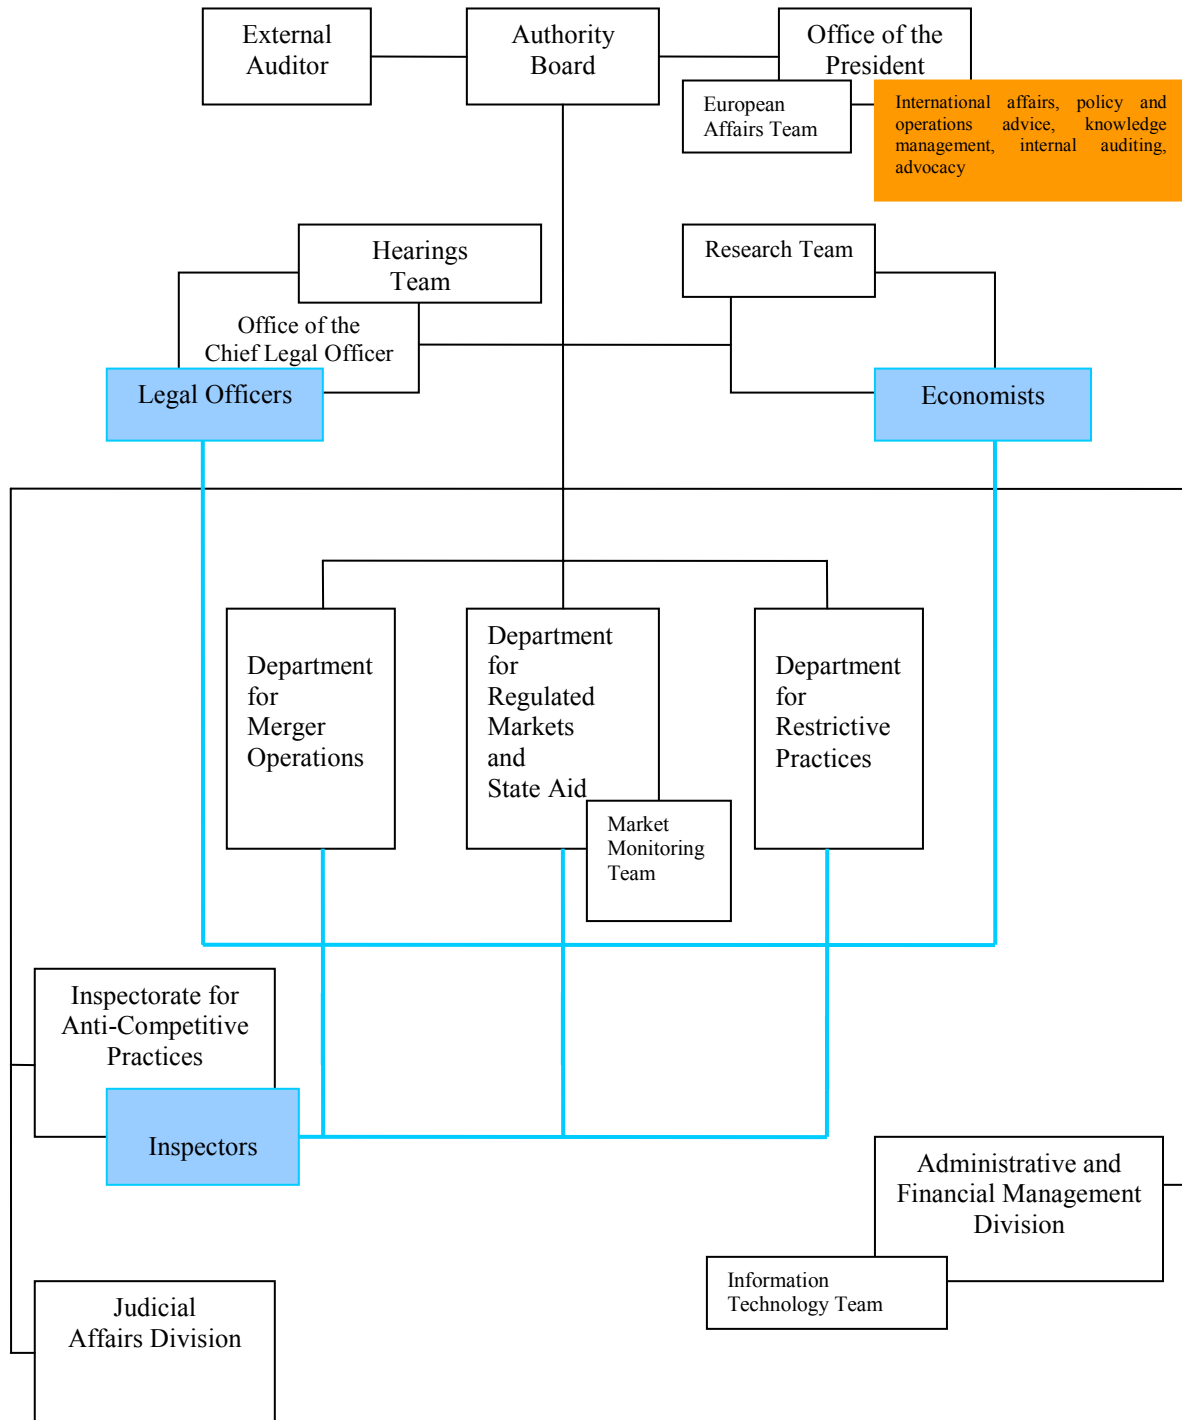 External
Auditor
Authority
Board
Office of the
President
European
Affairs Team
International affairs, policy and
operations advice, knowledge
management, internal auditing,
advocacy
Hearings
Team
Research Team
Office of the
Chief Legal Officer
Legal Officers
Economists
Department
for
Merger
Operations
Department
for
Regulated
Markets
and
State Aid
Department
for
Restrictive
Practices
Market
Monitoring
Team
Inspectorate for
Anti-Competitive
Practices
Inspectors
Administrative and
Financial Management
Division
Information
Technology Team
Judicial
Affairs Division